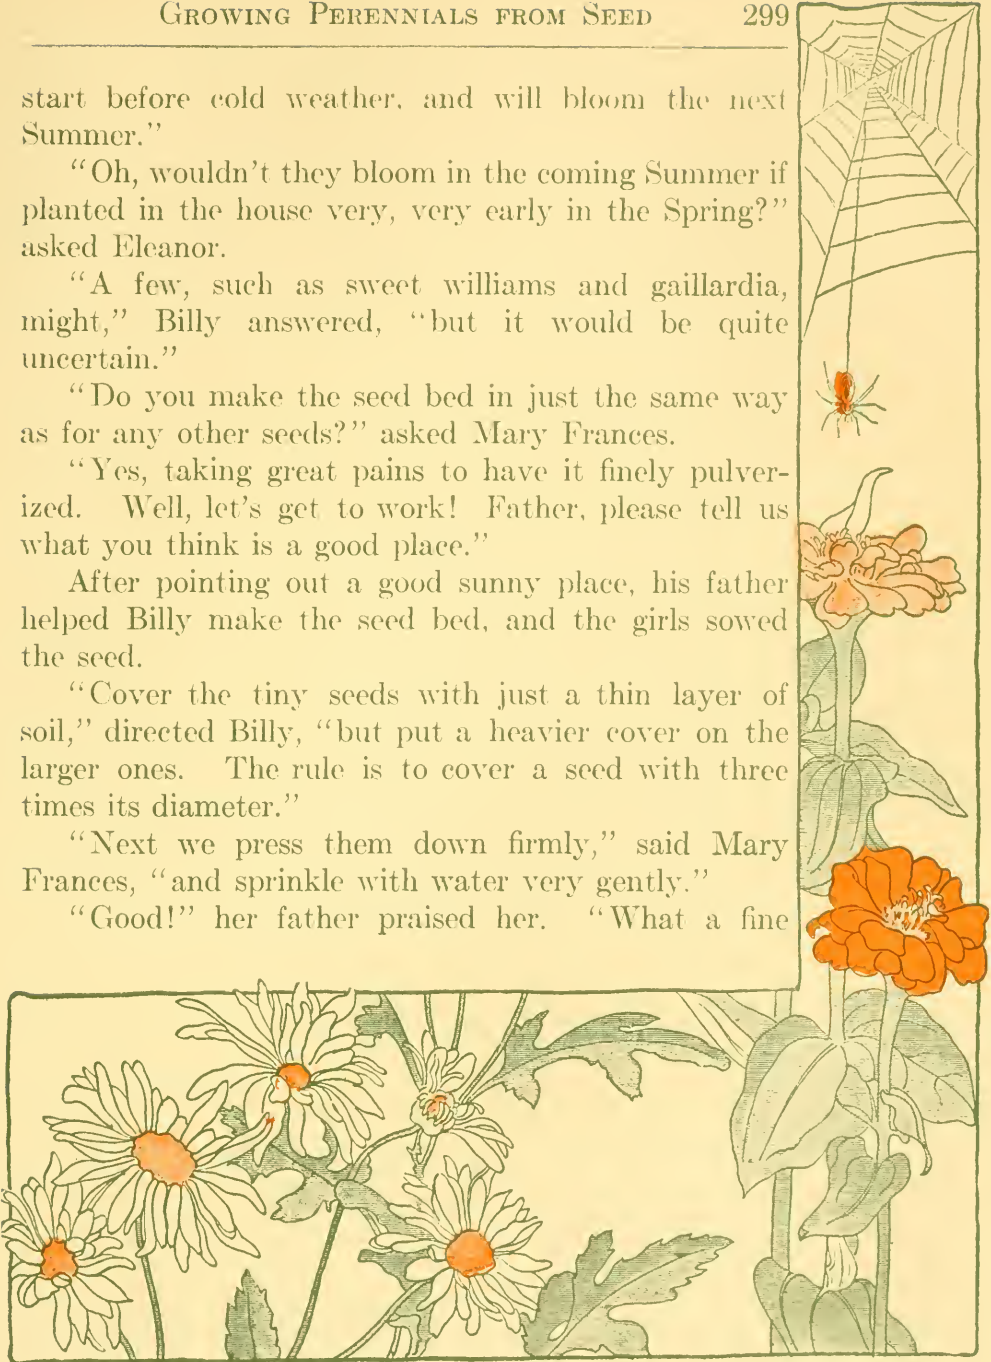 GROWING PERENNIALS FROM SEED 299
start before cold weather, and will bloom the next
Summer."
"Oh, wouldn't they bloom in the coming Summer if
planted in the house very, very early in the Spring?"
asked Eleanor.
"A few, such as sweet williams and gaillardia,
might," Billy answered, "but it would be quite
uncertain."
"Do you make the seed bed in just the same way
as for any other seeds?" asked Mary Frances.
"Yes, taking great pains to have it finely pulver-
ized. Well, let's get to work! Father, please tell us
what you think is a good place."
After pointing out a good sunny place, his father
helped Billy make the seed bed, and the girls sowed
the seed.
"Cover the tiny seeds with just a thin layer of
soil," directed Billy, "but put a heavier cover on the
larger ones. The rule is to cover a seed with three
times its diameter."
"Next we press them down firmly," said Mary
Frances, "and sprinkle with water very gently."
"Good!" her father praised her. "What a fine